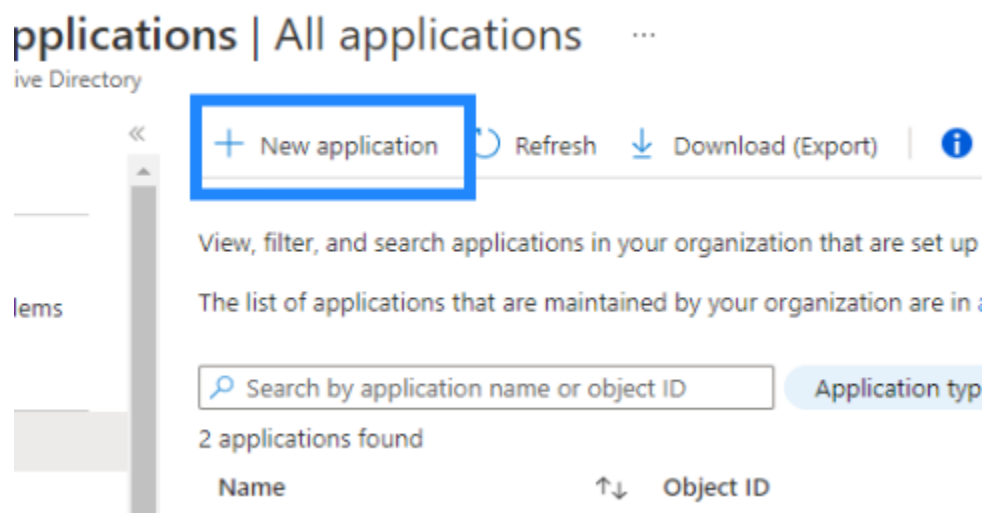 pplications | All applications ...
ive Directory
New application Refresh Download (Export)
View, filter, and search applications in your organization that are set up
lems
The list of applications that are maintained by your organization are in
Search by application name or object ID Application typ
2 applications found
Name Object ID